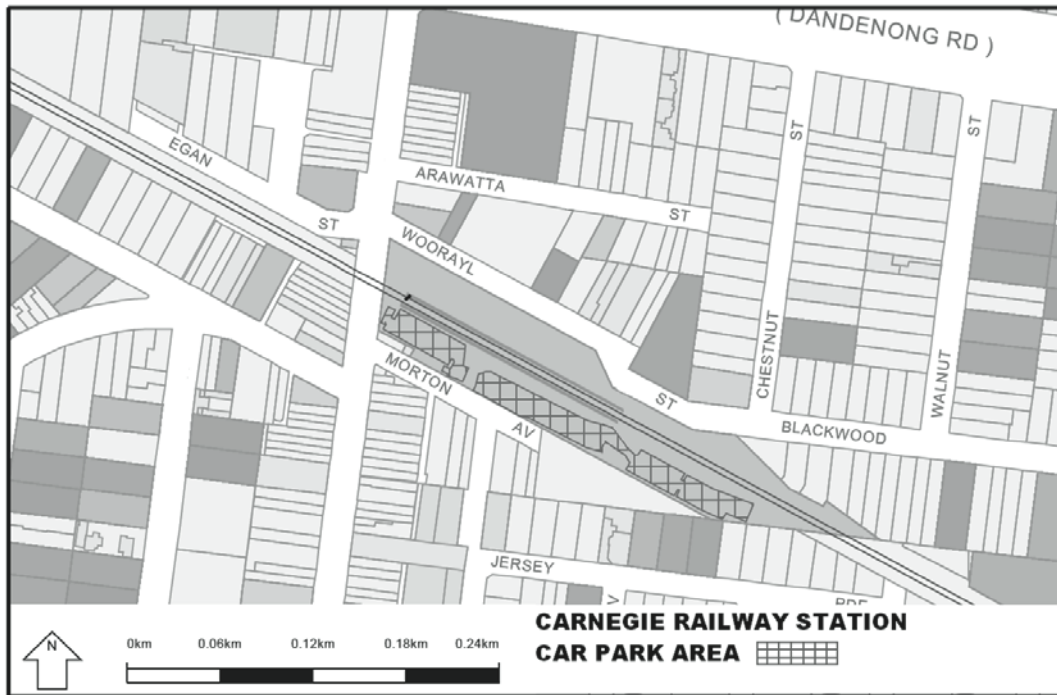 ( DANDENONG RD )
EGAN
ST
ARAWATTA
ST
ST
ST
WOORAYL
ST
CHESTNUT
WALNUT
MORTON
AV
BLACKWOOD
JERSEY
PDE
V
CARNEGIE RAILWAY STATION
CAR PARK AREA
N
0km 0.06km 0.12km 0.18km 0.24km